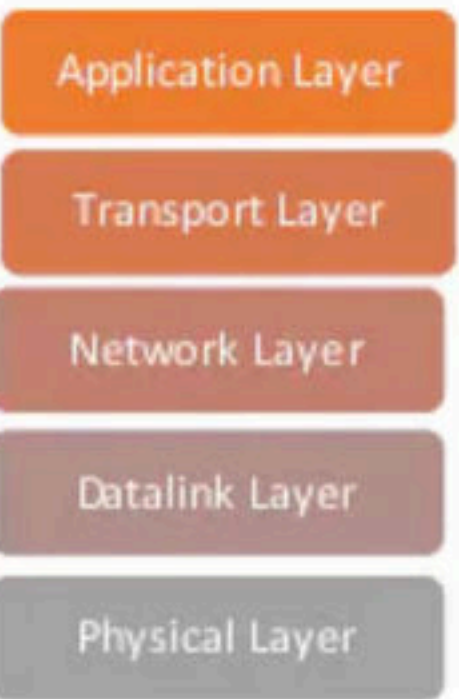 Application Layer
Transport Layer
Network Layer
Datalink Layer
Physical Layer